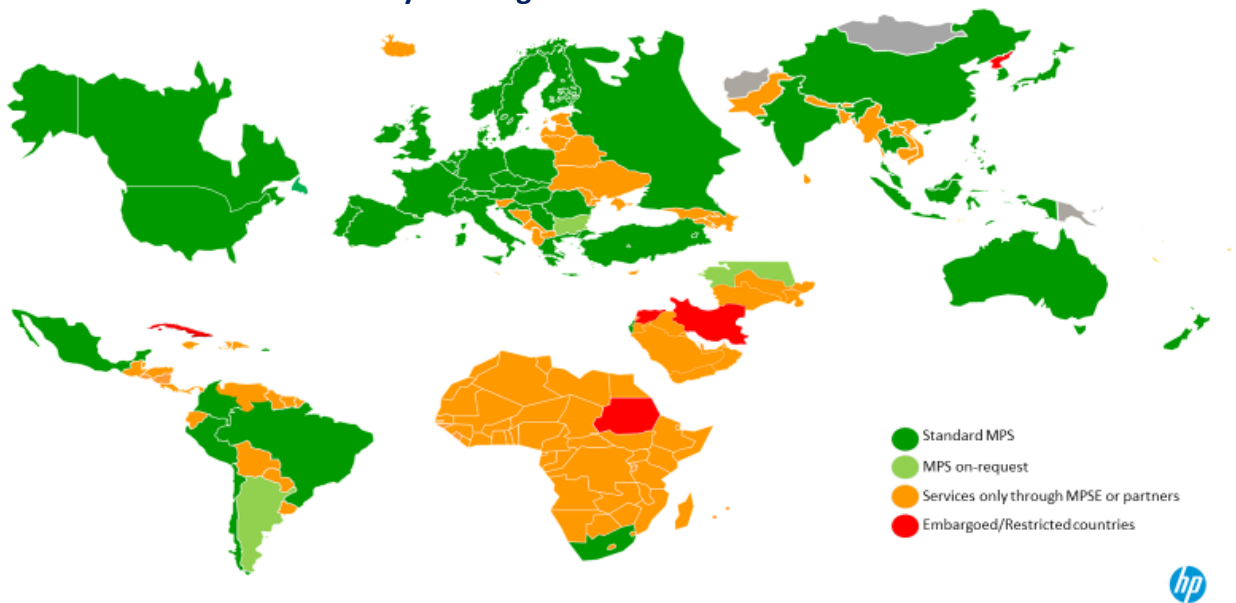 Standard MPS
MPS on-request
Services only through MPSE or partners
Embargoed/Restricted countries
hp